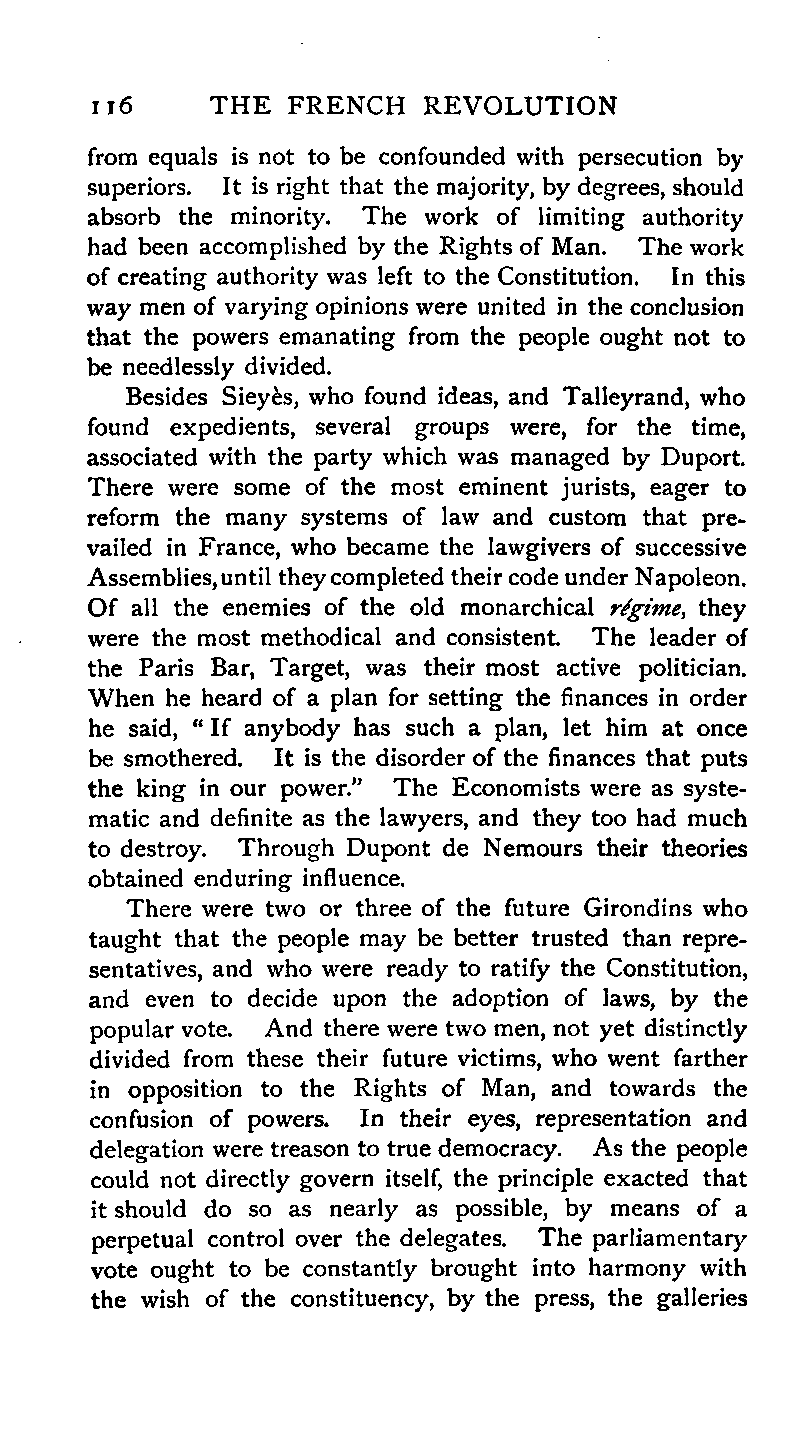 116 THE FRENCH REVOLUTION
from equals is not to be confounded with persecution by
superiors. It is right that the majority, by degrees, should
absorb the minority. The work of limiting authority
had been accomplished by the Rights of Man. The work
of creating authority was left to the Constitution. In this
way men of varying opinions were united in the conclusion
that the powers emanating from the people ought not to
be needlessly divided.
Besides Sieyès, who found ideas, and Talleyrand, who
found expedients, several groups were, for the time,
associated with the party which was managed by Duport.
There were some of the most eminent jurists, eager to
reform the many systems of law and custom that pre-
vailed in France, who became the lawgivers of successive
Assemblies, until they completed their code under Napoleon.
Of all the enemies of the old monarchical régime, they
were the most methodical and consistent. The leader of
the Paris Bar, Target, was their most active politician.
When he heard of a plan for setting the finances in order
he said, "If anybody has such a plan, let him at once
be smothered. It is the disorder of the finances that puts
the king in our power." The Economists were as syste-
matic and definite as the lawyers, and they too had much
to destroy. Through Dupont de Nemours their theories
obtained enduring influence.
There were two or three of the future Girondins who
taught that the people may be better trusted than repre-
sentatives, and who were ready to ratify the Constitution,
and even to decide upon the adoption of laws, by the
popular vote. And there were two men, not yet distinctly
divided from these their future victims, who went farther
in opposition to the Rights of Man, and towards the
confusion of powers. In their eyes, representation and
delegation were treason to true democracy. As the people
could not directly govern itself, the principle exacted that
it should do so as nearly as possible, by means of a
perpetual control over the delegates. The parliamentary
vote ought to be constantly brought into harmony with
the wish of the constituency, by the press, the galleries